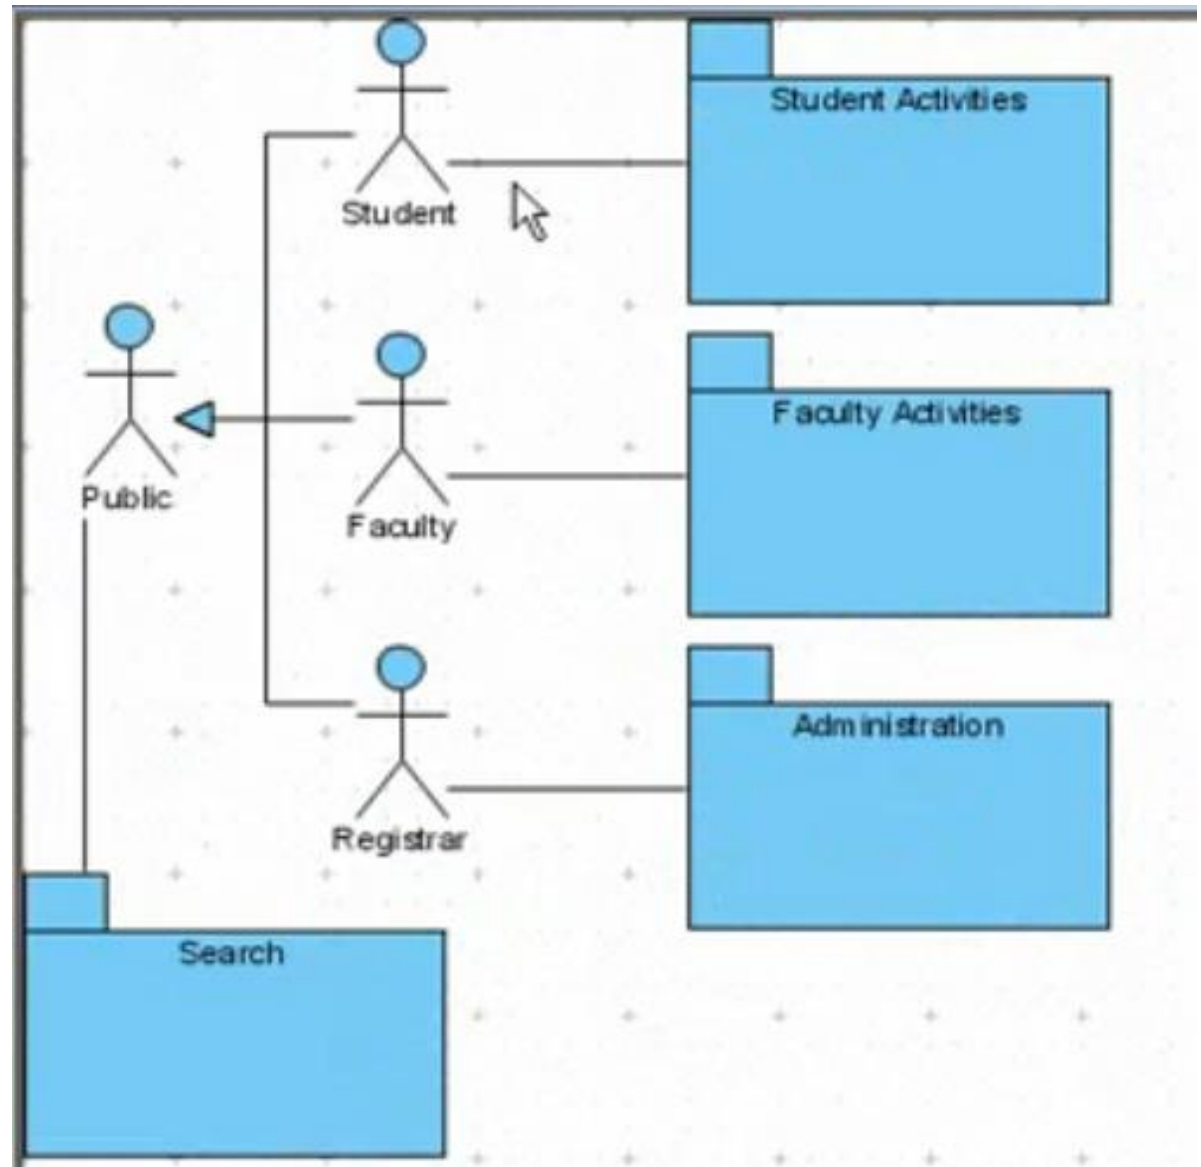 Student Activities
Student
Faculty Activities
Public
Faculty
Administration
Registrar
Search